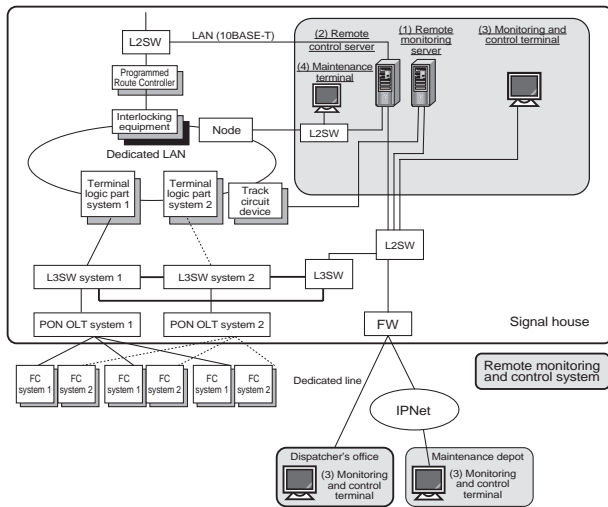 L2SW
LAN (10BASE-T)
(2) Remote
control server
(1) Remote
monitoring
server
(3) Monitoring
and control terminal
(4) Maintenance
terminal
Programmed
Route Controller
Interlocking
equipment
Node
L2SW
Dedicated LAN
Terminal
logic part
system 1
Terminal
logic part
system 2
Track
circuit
device
L2SW
L3SW system 1
L3SW system 2
L3SW
PON OLT system 1
PON OLT system 2
FW
Signal house
FC
system 1
FC
system 2
FC
system 1
FC
system 2
FC
system 1
FC
system 2
Dedicated line
Remote monitoring
and control system
IPNet
Dispatcher's office
(3) Monitoring
and control
terminal
Maintenance depot
(3) Monitoring
and control
terminal